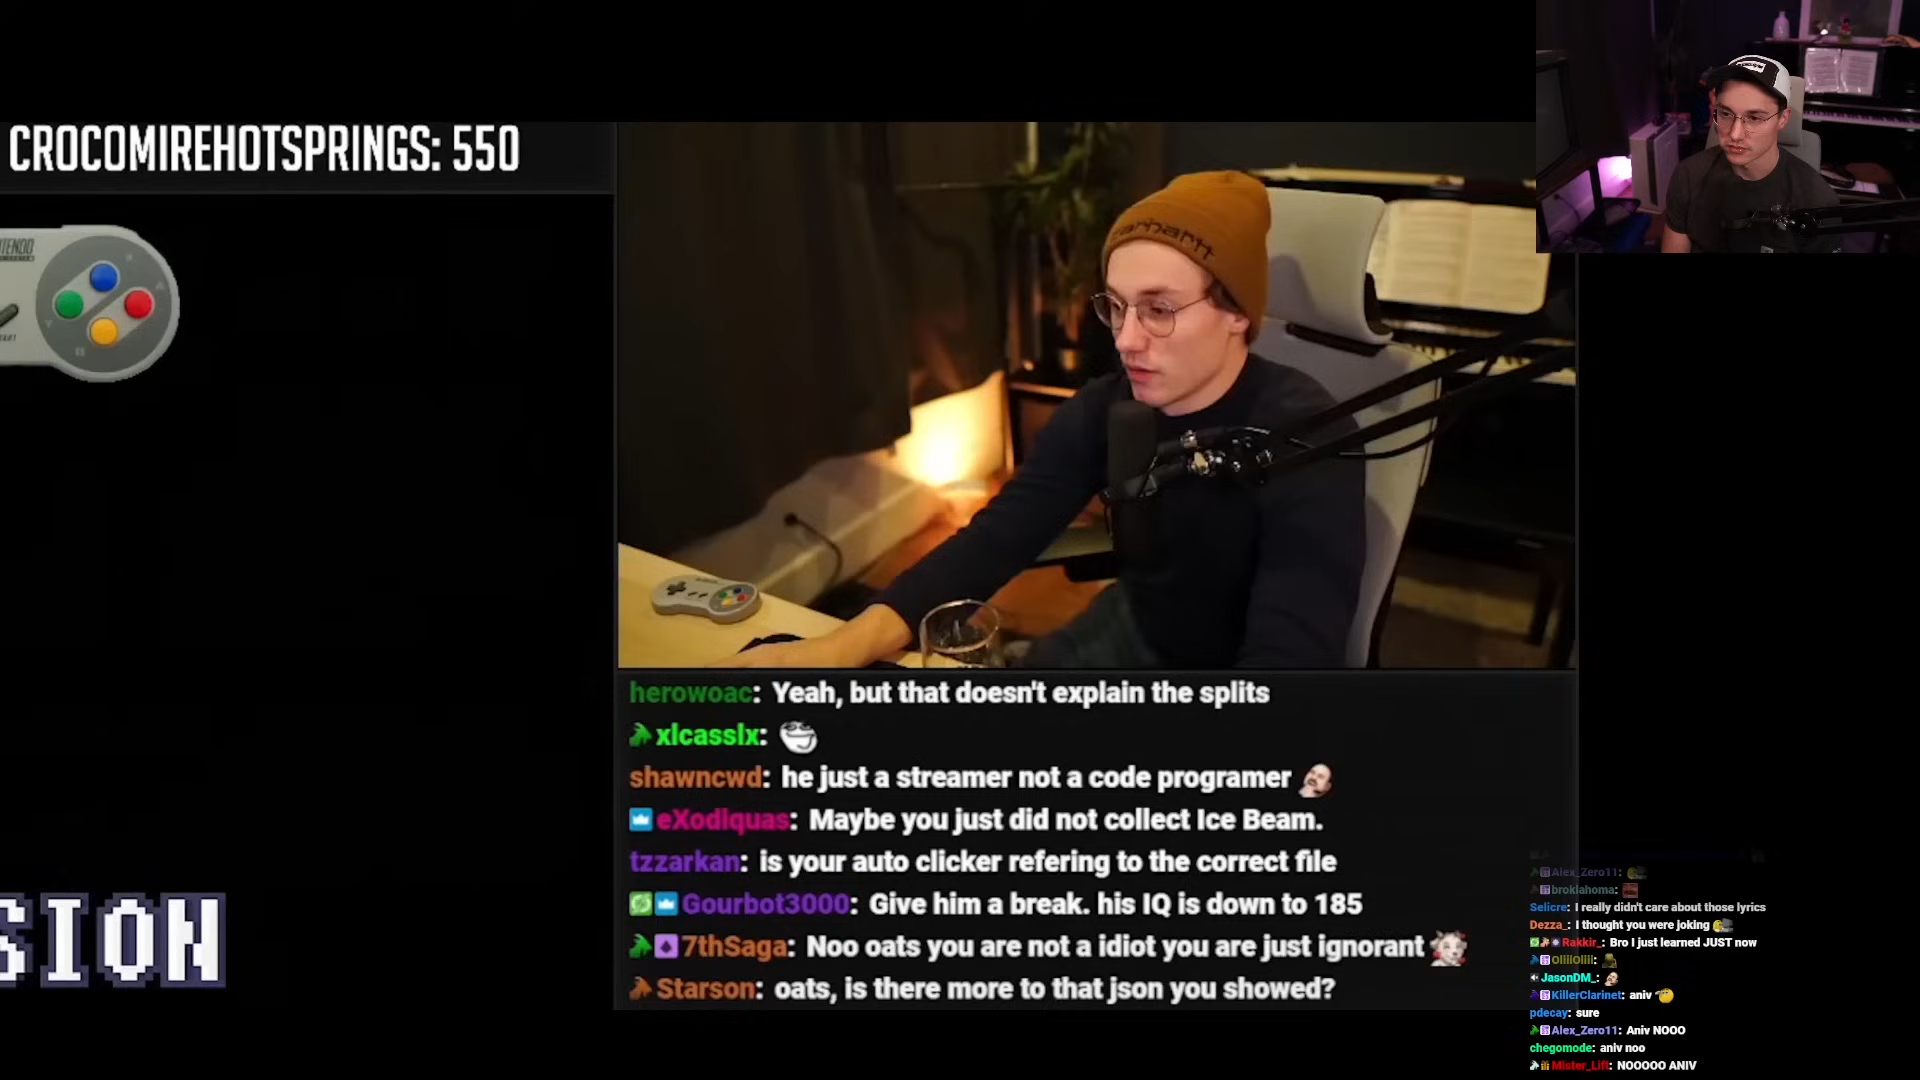 CROCOMIREHOTSPRINGS: 550
carhartt
herowoac: Yeah, but that doesn't explain the splits
xlcasslx:
shawncwd: he just a streamer not a code programer
eXodiquas: Maybe you just did not collect Ice Beam.
tzzarkan: is your auto clicker refering to the correct file
Gourbot3000: Give him a break. his IQ is down to 185
7thSaga: Noo oats you are not a idiot you are just ignorant
Starson: oats, is there more to that json you showed?
SION
Alex_Zero11:
broklahoma:
Selicre: I really didn't care about those lyrics
Dezza_: I thought you were joking
Rakkir_: Bro I just learned JUST now
JasonDM_:
KillerClarinet: aniv
pdecay: sure
Alex_Zero11: Aniv NOOO
chegomode: aniv noo
Mister_Lift: NOOOOO ANIV